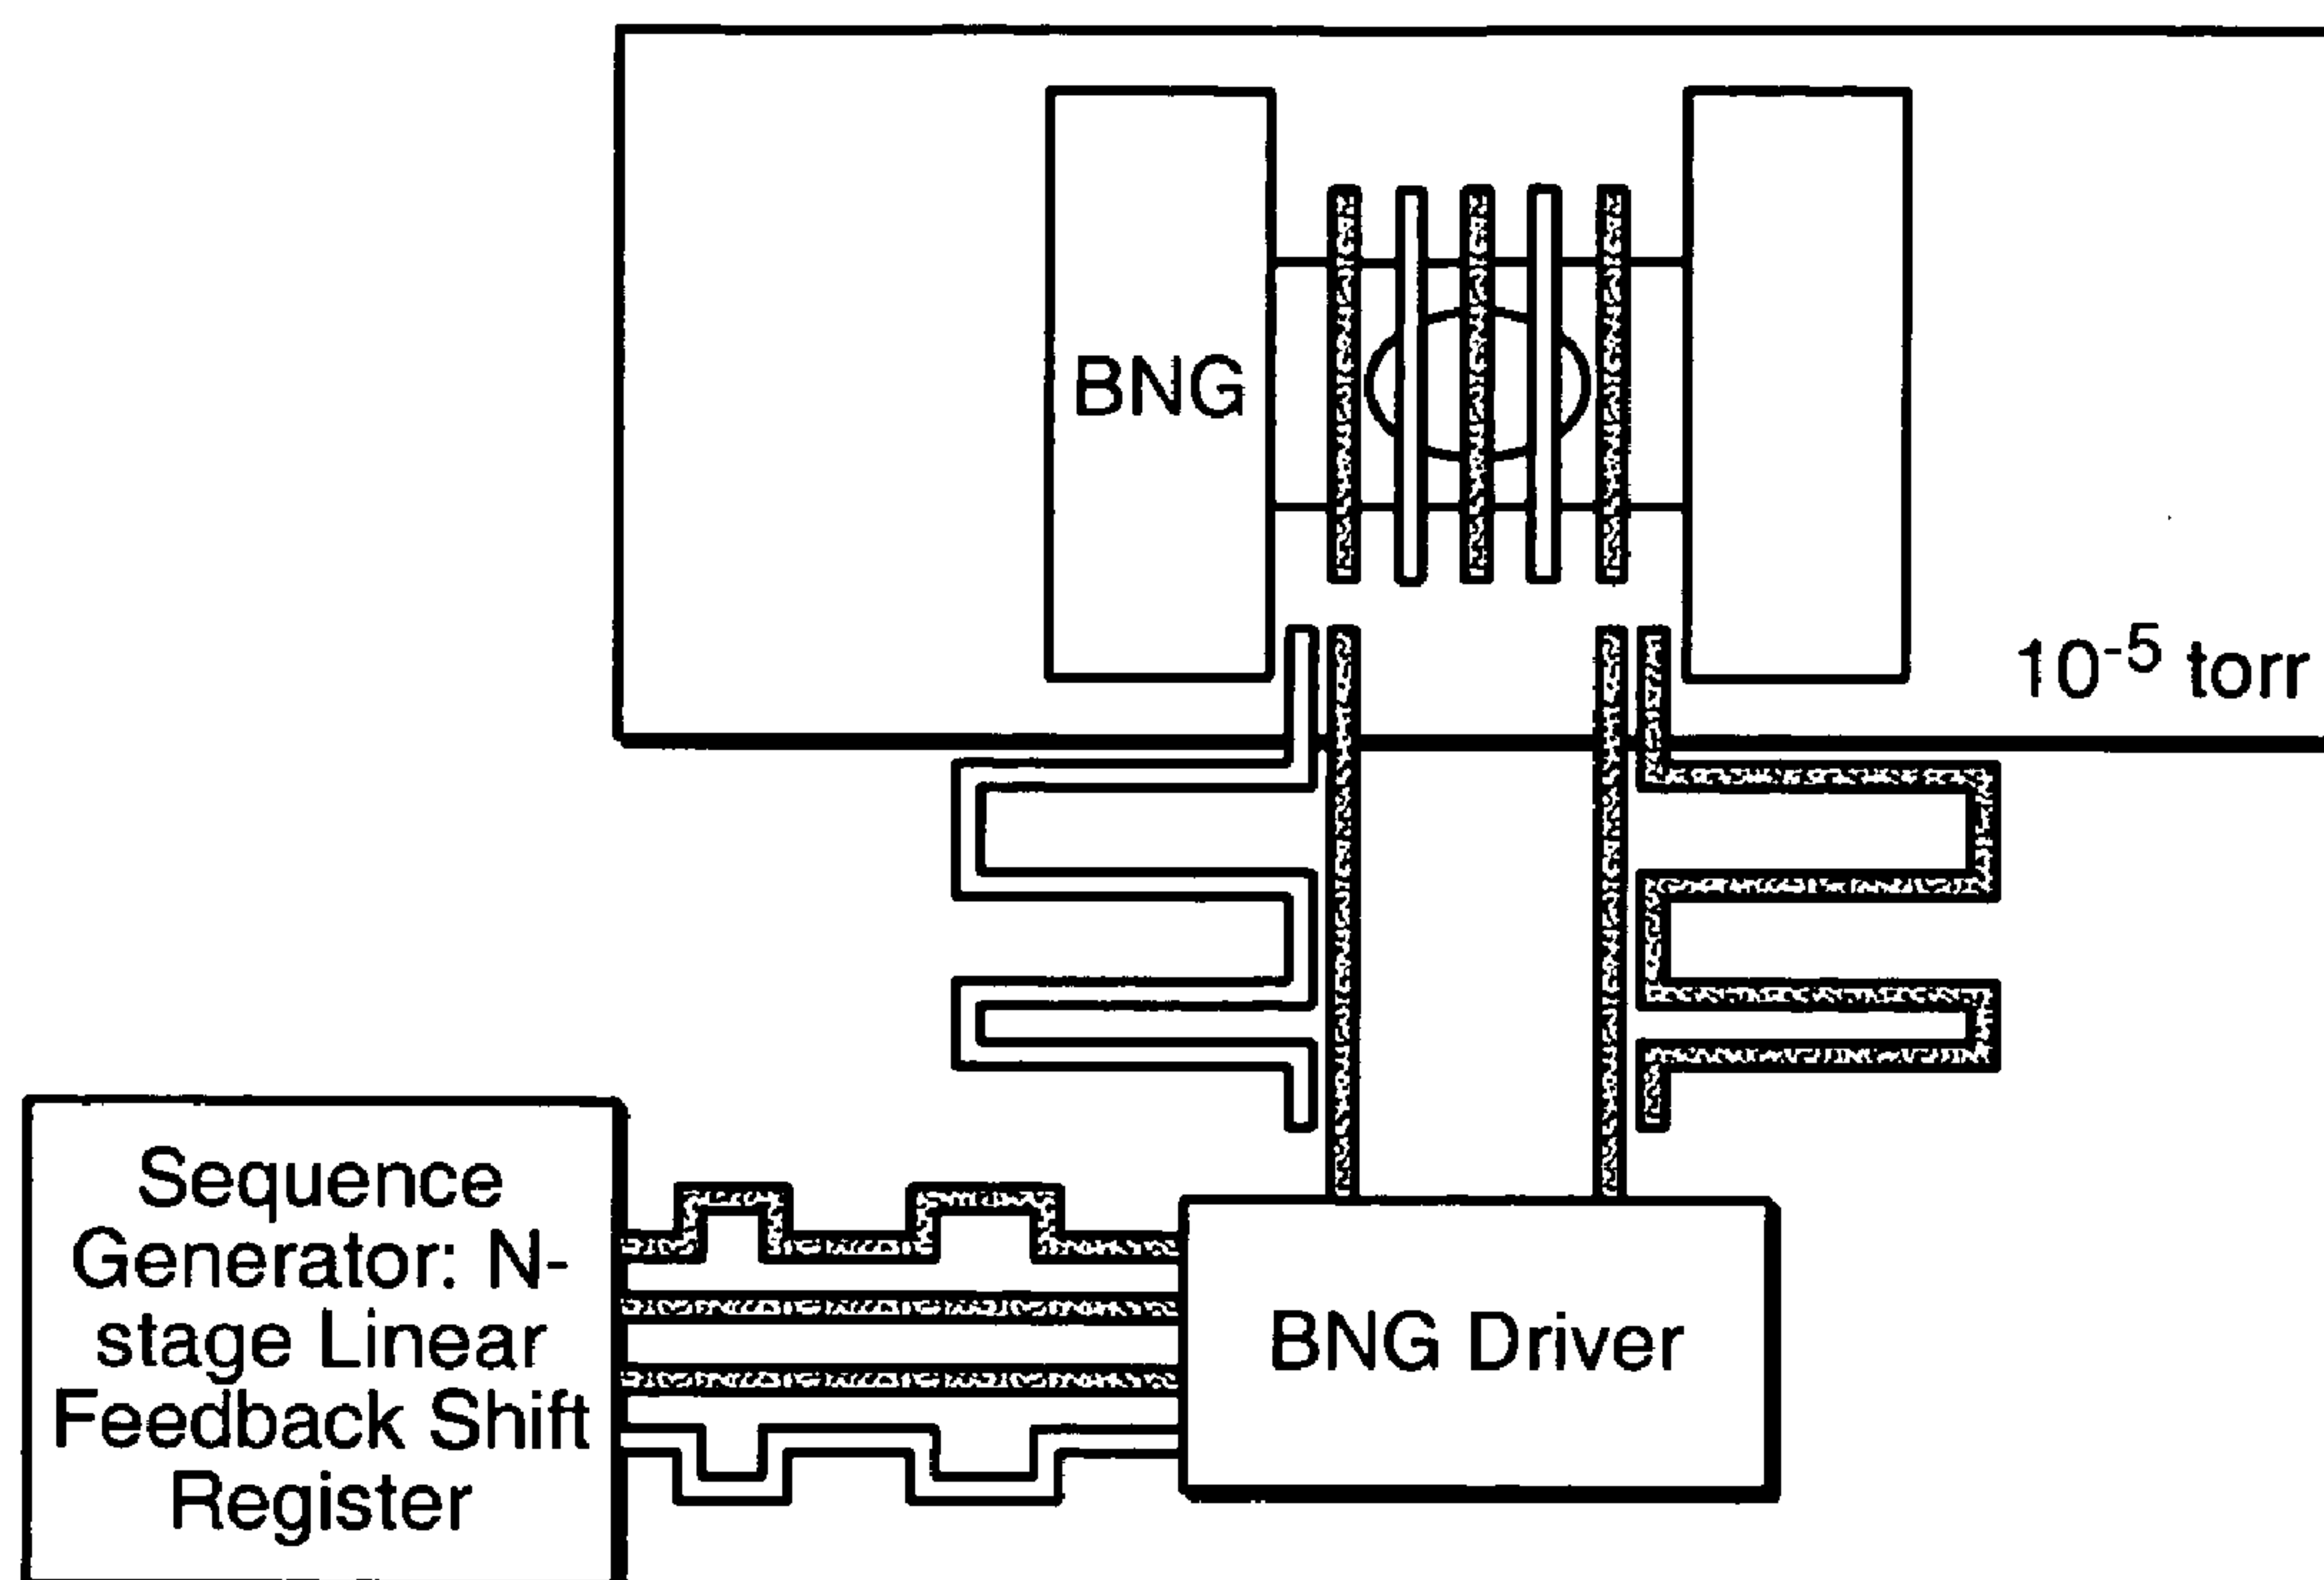 BNG
10-5 torr
Sequence
Generator: N-
stage Linear
Feedback Shift
Register
BNG Driver